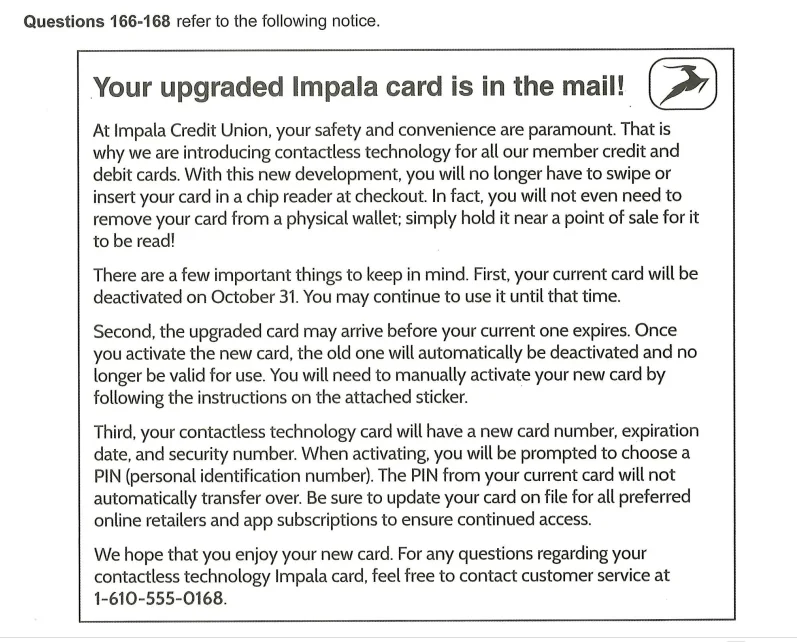 Questions 166-168 refer to the following notice.
Your upgraded Impala card is in the mail!
At Impala Credit Union, your safety and convenience are paramount. That is
why we are introducing contactless technology for all our member credit and
debit cards. With this new development, you will no longer have to swipe or
insert your card in a chip reader at checkout. In fact, you will not even need to
remove your card from a physical wallet; simply hold it near a point of sale for it
to be read!
There are a few important things to keep in mind. First, your current card will be
deactivated on October 31. You may continue to use it until that time.
Second, the upgraded card may arrive before your current one expires. Once
you activate the new card, the old one will automatically be deactivated and no
longer be valid for use. You will need to manually activate your new card by
following the instructions on the attached sticker.
Third, your contactless technology card will have a new card number, expiration
date, and security number. When activating, you will be prompted to choose a
PIN (personal identification number). The PIN from your current card will not
automatically transfer over. Be sure to update your card on file for all preferred
online retailers and app subscriptions to ensure continued access.
We hope that you enjoy your new card. For any questions regarding your
contactless technology Impala card, feel free to contact customer service at
1-610-555-0168.